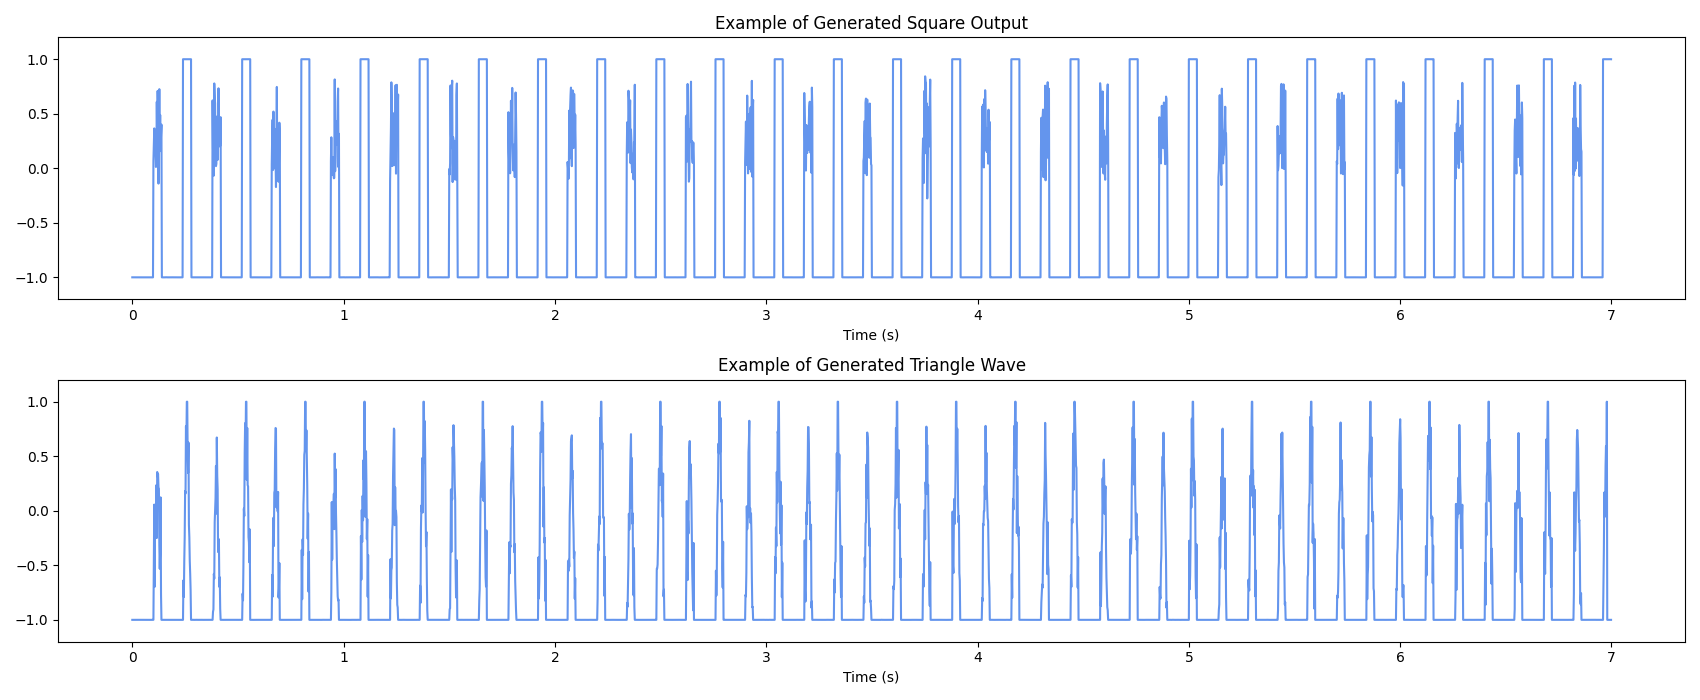 Example of Generated Square Output
1.0
0.5
0.0
−0.5
−1.0
0 1 2 3 4 5 6 7
Time (s)
Example of Generated Triangle Wave
1.0
0.5
0.0
−0.5
−1.0
0 1 2 3 4 5 6 7
Time (s)